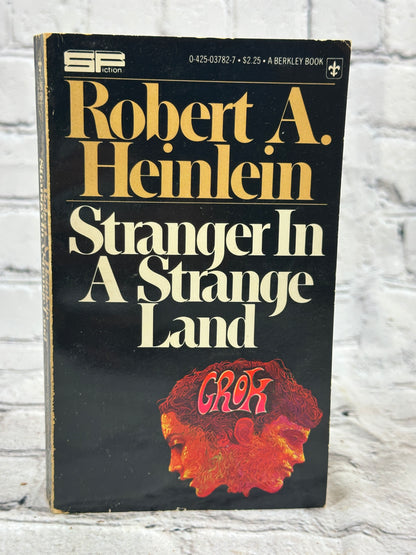 SF
iction
0-425-03782-7 • $2.25 • A BERKLEY BOOK
Robert A.
Heinlein
Stranger In
A Strange
Land
GROK